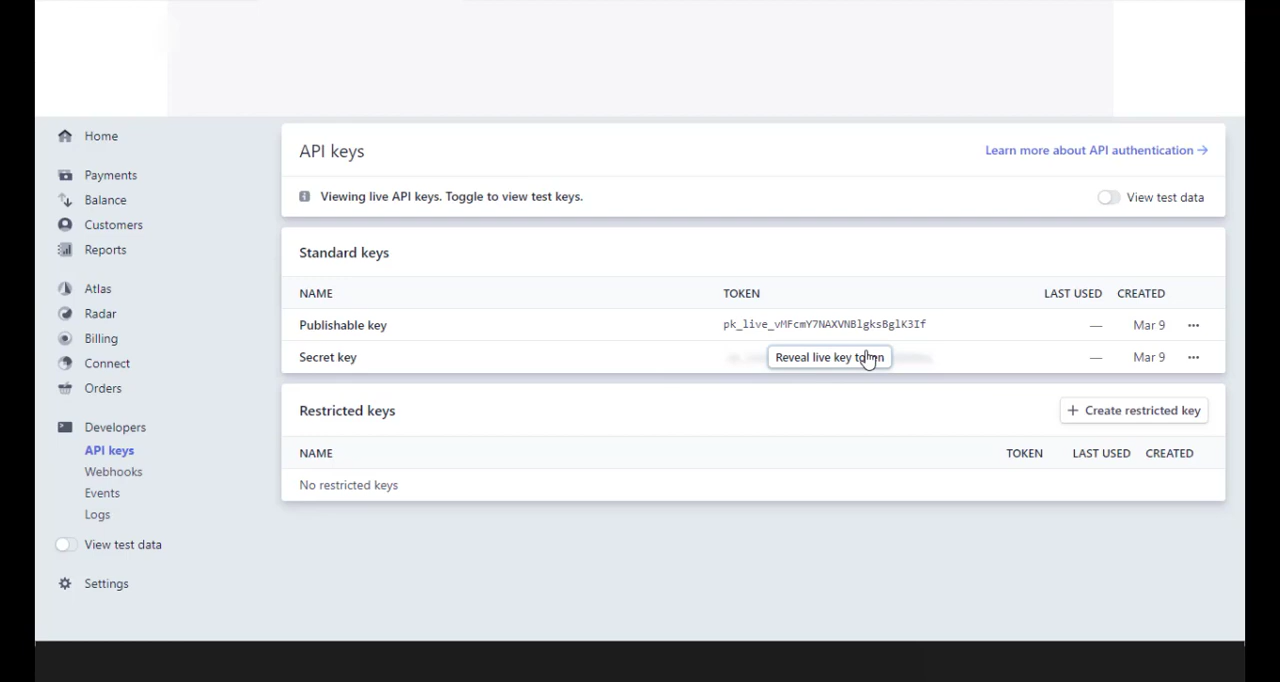 Home
Payments
Balance
Customers
Reports
Atlas
Radar
Billing
Connect
Orders
Developers
API keys
Webhooks
Events
Logs
View test data
Settings
API keys
Learn more about API authentication →
Viewing live API keys. Toggle to view test keys.
View test data
Standard keys
NAME TOKEN LAST USED CREATED
Publishable key pk_live_vMFcmY7NAXVNBlgksBglK3If — Mar 9 •••
Secret key Reveal live key — Mar 9 •••
Restricted keys
+ Create restricted key
NAME TOKEN LAST USED CREATED
No restricted keys